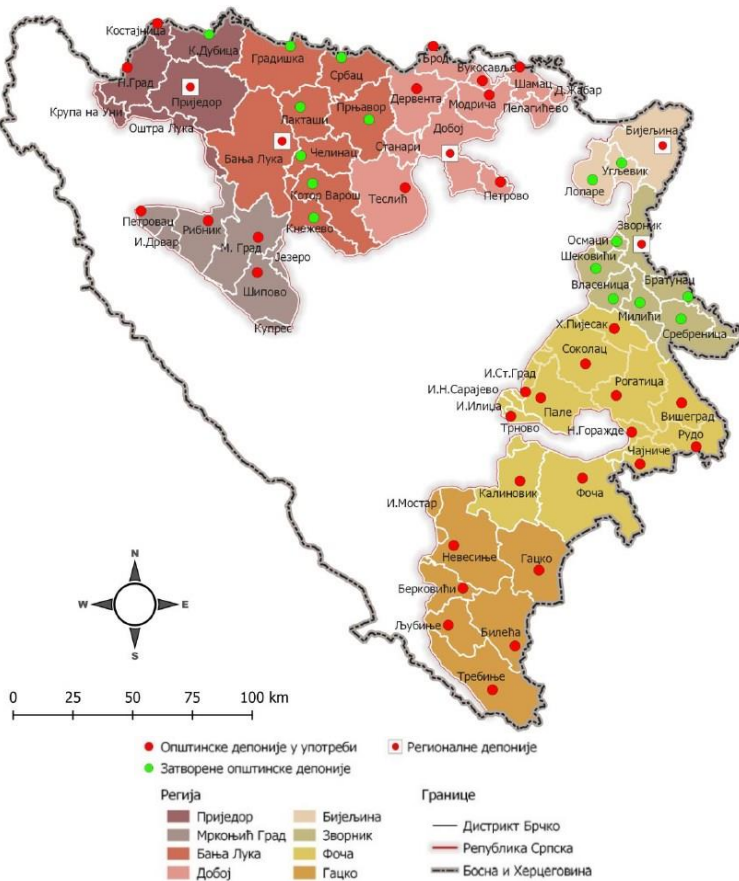 Костајница
К.Дубица
Градишка
Србац
Брод
Вукосавље
Шамац
Д.Жабар
Н.Град
Приједор
Дервента
Модрича
Пелагићево
Крупа на Уни
Оштра Лука
Лакташи
Прњавор
Станари
Добој
Бијељина
Бања Лука
Челинац
Угљевик
Лопаре
Котор Варош
Теслић
Петрово
Кнежево
Петровац
Рибник
И.Дрвар
М. Град
Језеро
Шипово
Купрес
Зворник
Осмаци
Шековићи
Братунац
Власеница
Милићи
Сребреница
Х.Пијесак
Соколац
И.Ст.Град
И.Н.Сарајево
Рогатица
И.Илиџа
Пале
Вишеград
Трново
Н.Горажде
Рудо
Чајниче
Калиновик
Фоча
И.Мостар
Невесиње
Гацко
Берковићи
Љубиње
Билећа
Требиње
N
W E
S
0 25 50 100 km
Општинске депоније у употреби
Регионалне депоније
Затворене општинске депоније
Регија
Приједор
Мркоњић Град
Бања Лука
Добој
Бијељина
Зворник
Фоча
Гацко
Границе
Дистрикт Брчко
Република Српска
Босна и Херцеговина